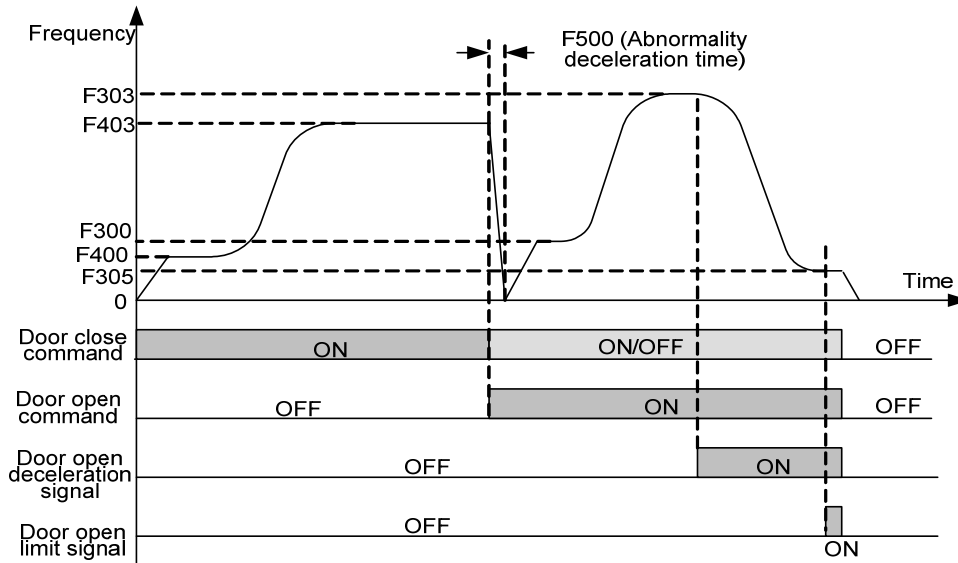 Frequency
F500 (Abnormality
deceleration time)
F303
F403
F300
F400
F305
0
Time
Door close
command
ON
ON/OFF
OFF
Door open
command
OFF
ON
OFF
Door open
deceleration
signal
OFF
ON
Door open
limit signal
OFF
ON